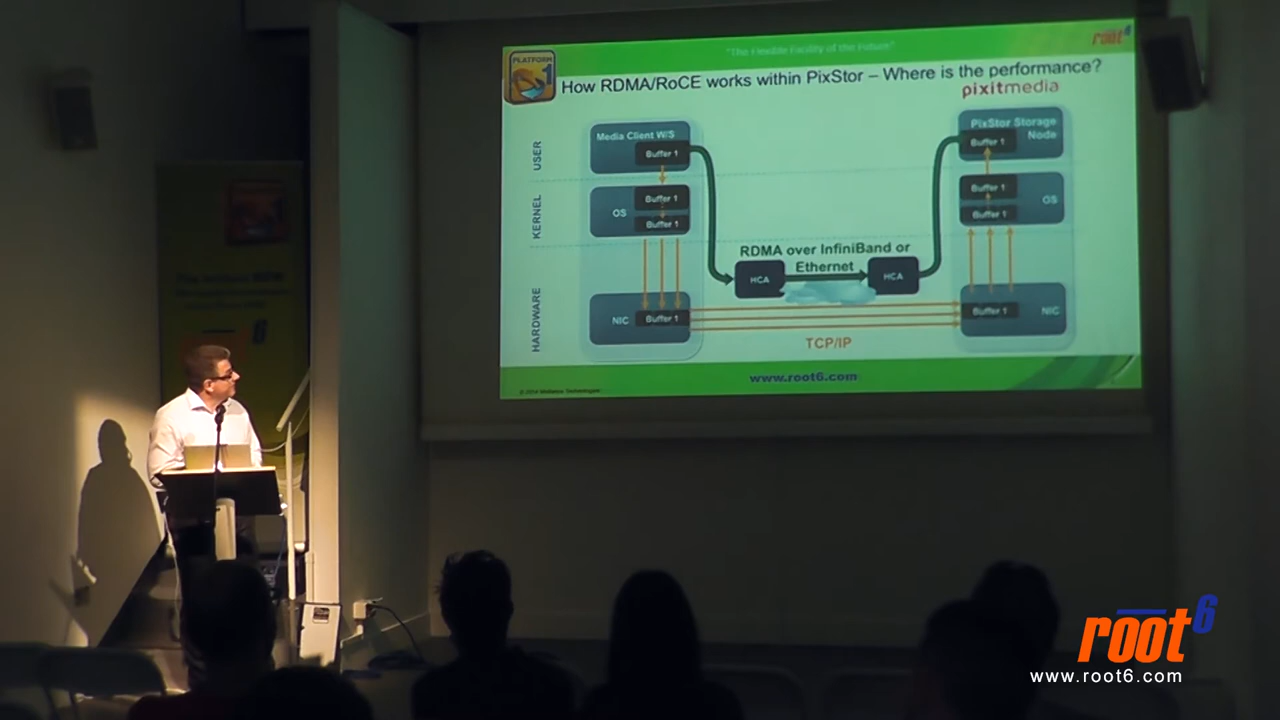 "The Flexible Facility of the Future"
root6
PLATFORM
1
How RDMA/RoCE works within PixStor – Where is the performance?
pixitmedia
USER
Media Client W/S
Buffer 1
PixStor Storage
Node
Buffer 1
KERNEL
OS
Buffer 1
Buffer 1
Buffer 1
OS
Buffer 1
RDMA over InfiniBand or
Ethernet
HCA
HCA
HARDWARE
NIC
Buffer 1
Buffer 1
NIC
TCP/IP
www.root6.com
root6
www.root6.com